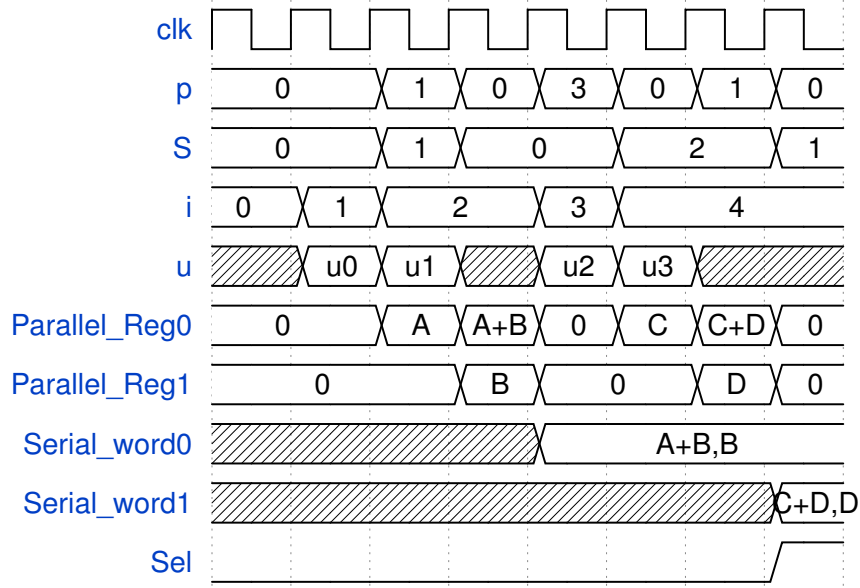 clk
p 0 1 0 3 0 1 0
S 0 1 0 2 1
i 0 1 2 3 4
u u0 u1 u2 u3
Parallel_Reg0 0 A A+B 0 C C+D 0
Parallel_Reg1 0 B 0 D 0
Serial_word0 A+B,B
Serial_word1 C+D,D
Sel